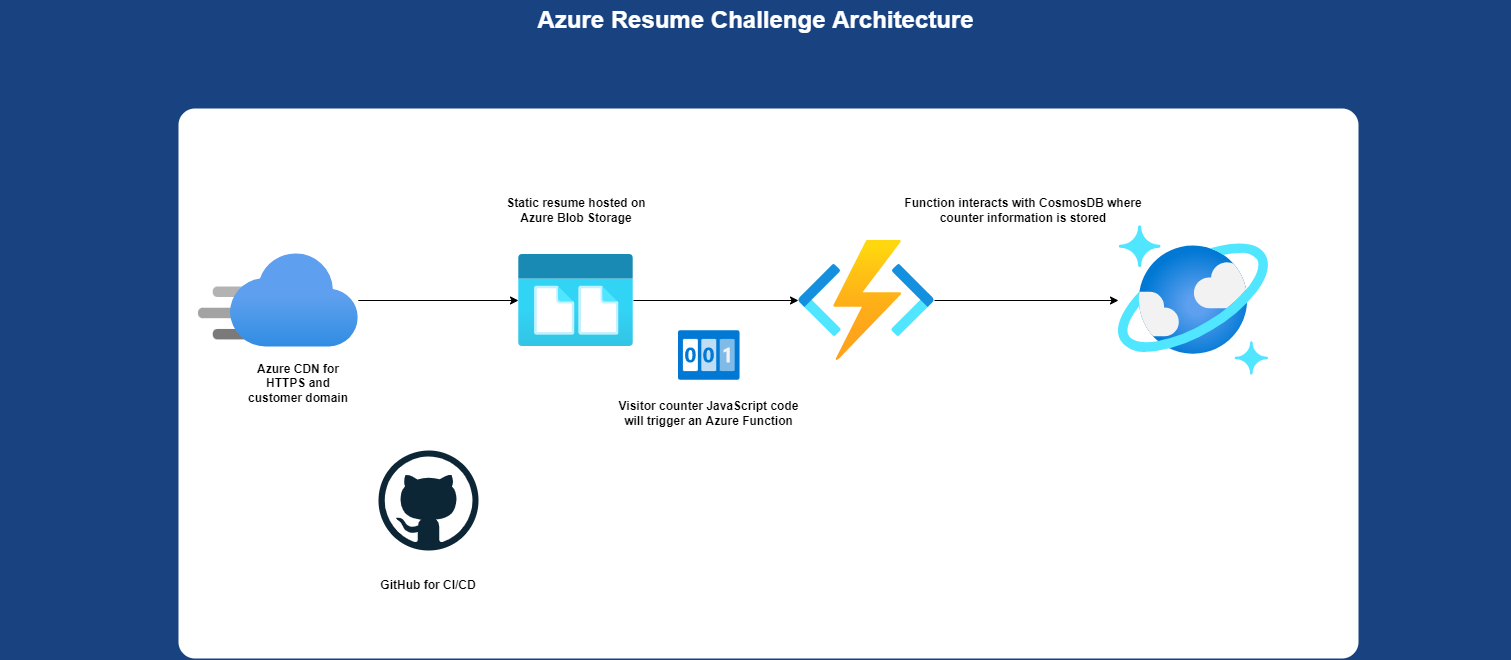 Azure Resume Challenge Architecture
Static resume hosted on
Azure Blob Storage
Function interacts with CosmosDB where
counter information is stored
Azure CDN for
HTTPS and
customer domain
001
Visitor counter JavaScript code
will trigger an Azure Function
GitHub for CI/CD